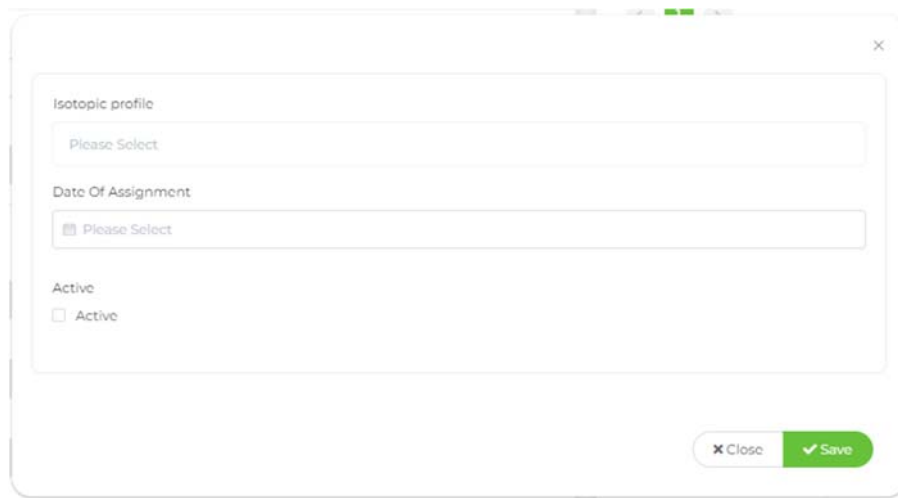 Isotopic profile
Please Select
Date Of Assignment
Please Select
Active
Active
Close Save